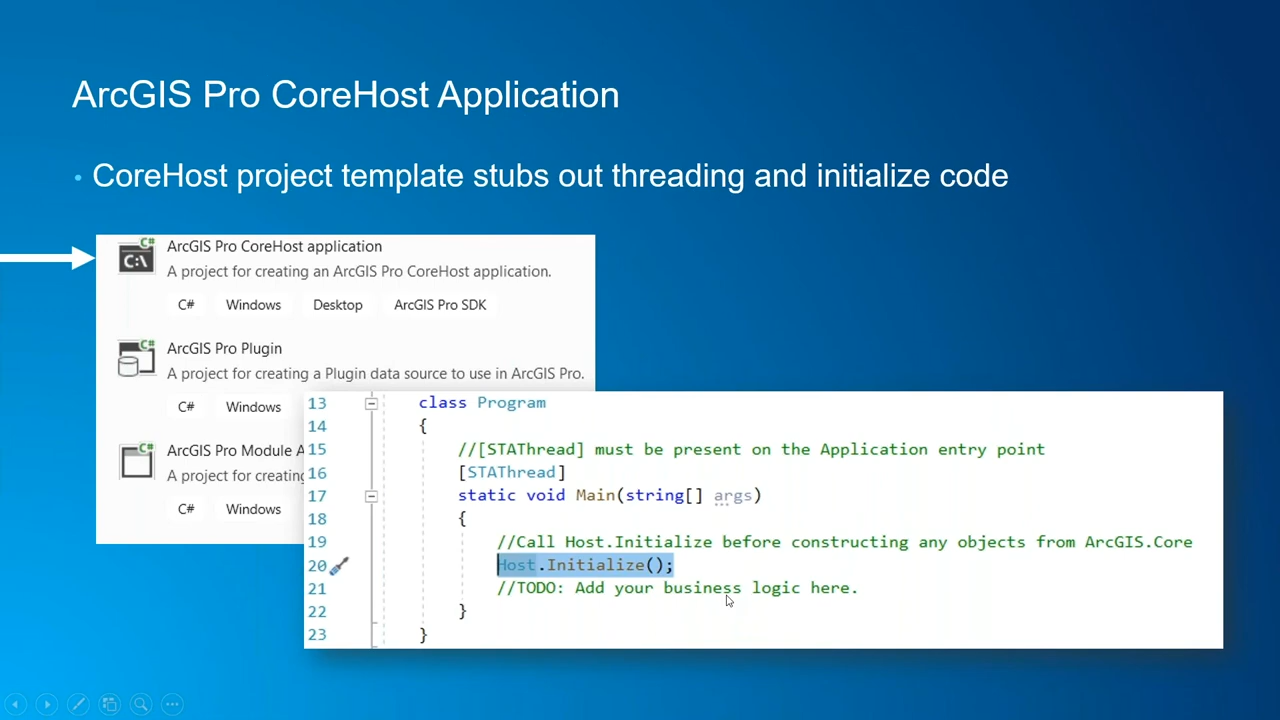 ArcGIS Pro CoreHost Application
• CoreHost project template stubs out threading and initialize code
C#
C:\
ArcGIS Pro CoreHost application
A project for creating an ArcGIS Pro CoreHost application.
C# Windows Desktop ArcGIS Pro SDK
C#
ArcGIS Pro Plugin
A project for creating a Plugin data source to use in ArcGIS Pro.
C# Windows
C#
ArcGIS Pro Module A
A project for creating
C# Windows
13 class Program
14 {
15 //[STAThread] must be present on the Application entry point
16 [STAThread]
17 static void Main(string[] args)
18 {
19 //Call Host.Initialize before constructing any objects from ArcGIS.Core
20 Host.Initialize();
21 //TODO: Add your business logic here.
22 }
23 }